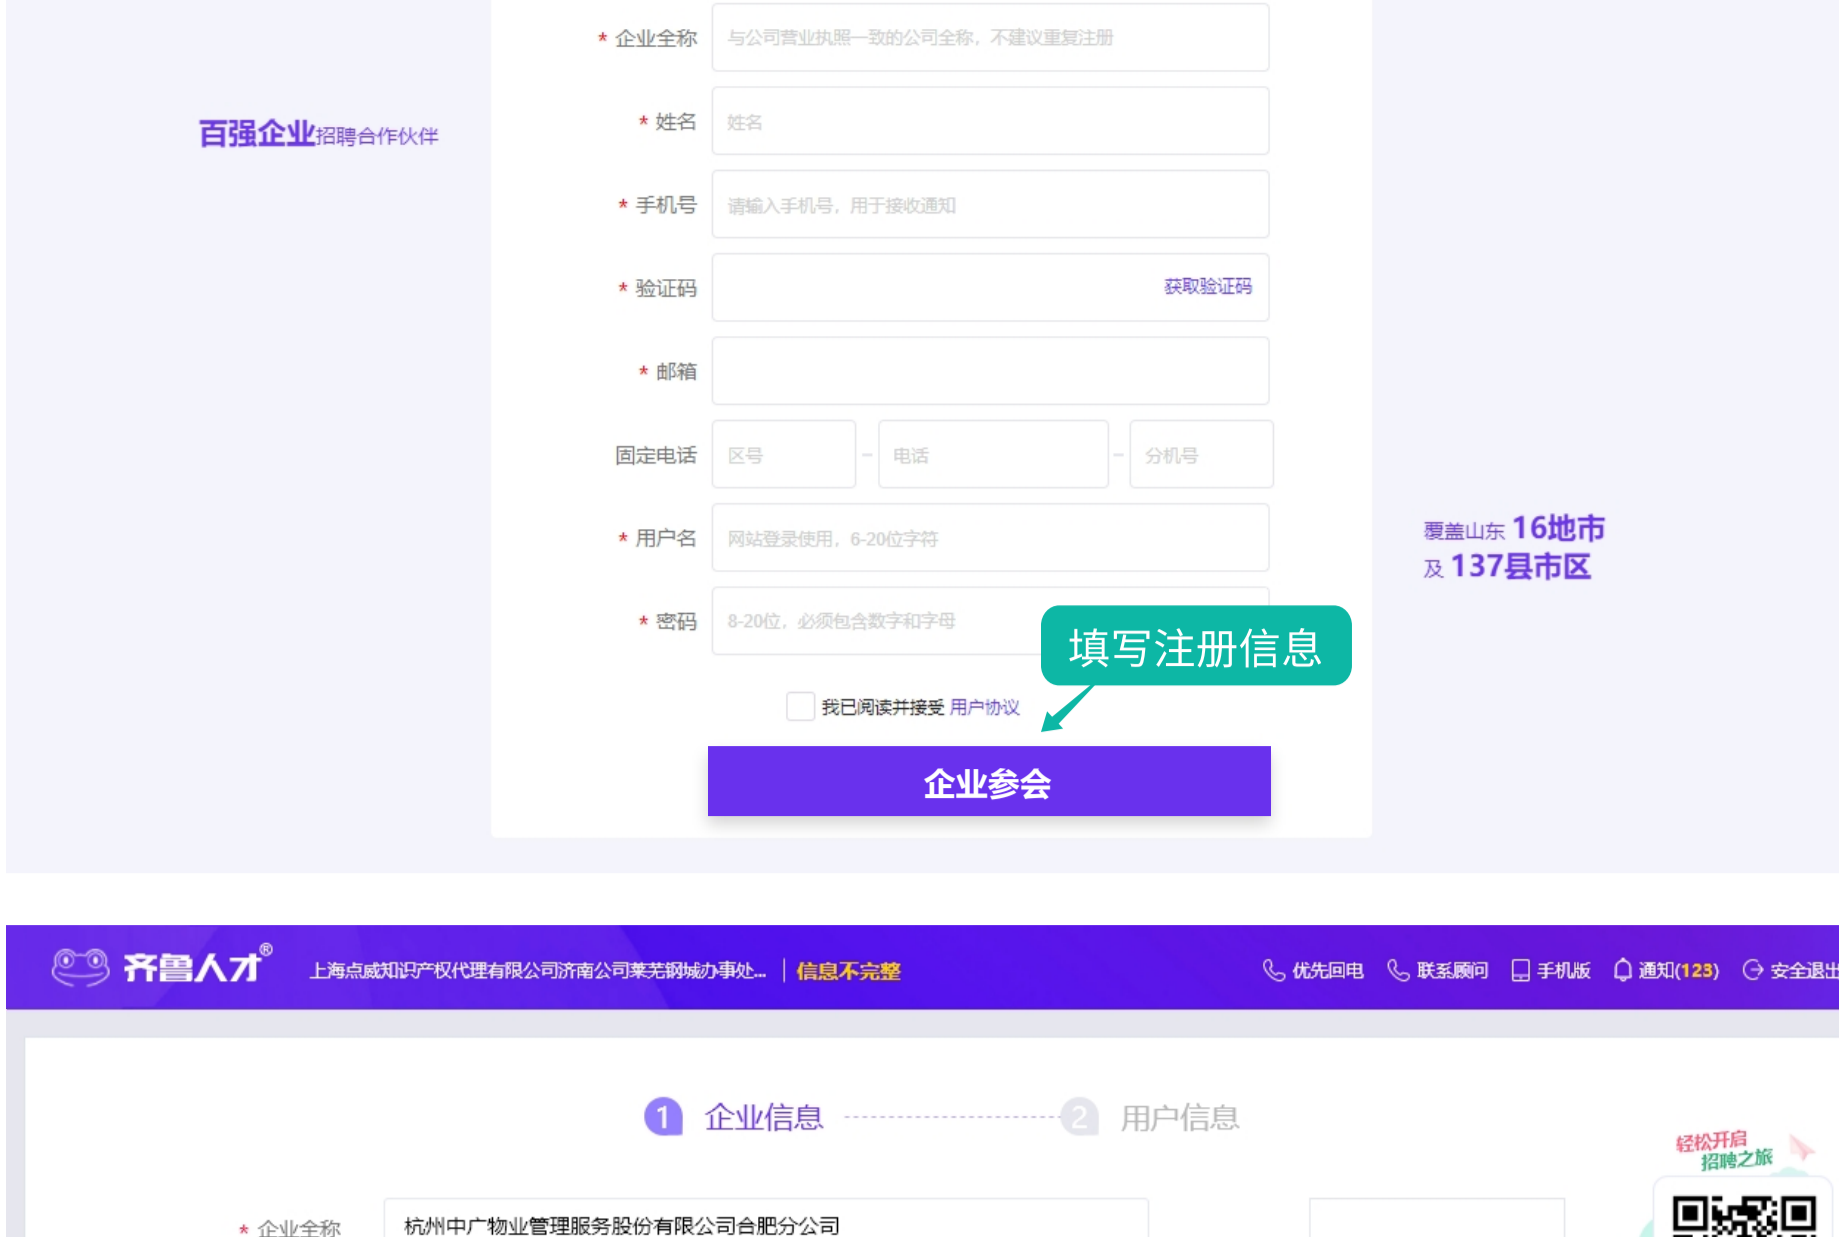 * 企业全称 与公司营业执照一致的公司全称，不建议重复注册
百强企业招聘合作伙伴
* 姓名 姓名
* 手机号 请输入手机号，用于接收通知
* 验证码 获取验证码
* 邮箱
固定电话 区号 - 电话 - 分机号
* 用户名 网站登录使用，6-20位字符
覆盖山东 16地市
及 137县市区
* 密码 8-20位，必须包含数字和字母
填写注册信息
我已阅读并接受 用户协议
企业参会
齐鲁人才® 上海点威知识产权代理有限公司济南公司莱芜钢城办事处... | 信息不完整 优先回电 联系顾问 手机版 通知(123) 安全退出
1 企业信息 2 用户信息
轻松开启
招聘之旅
* 企业全称 杭州中广物业管理服务股份有限公司合肥分公司